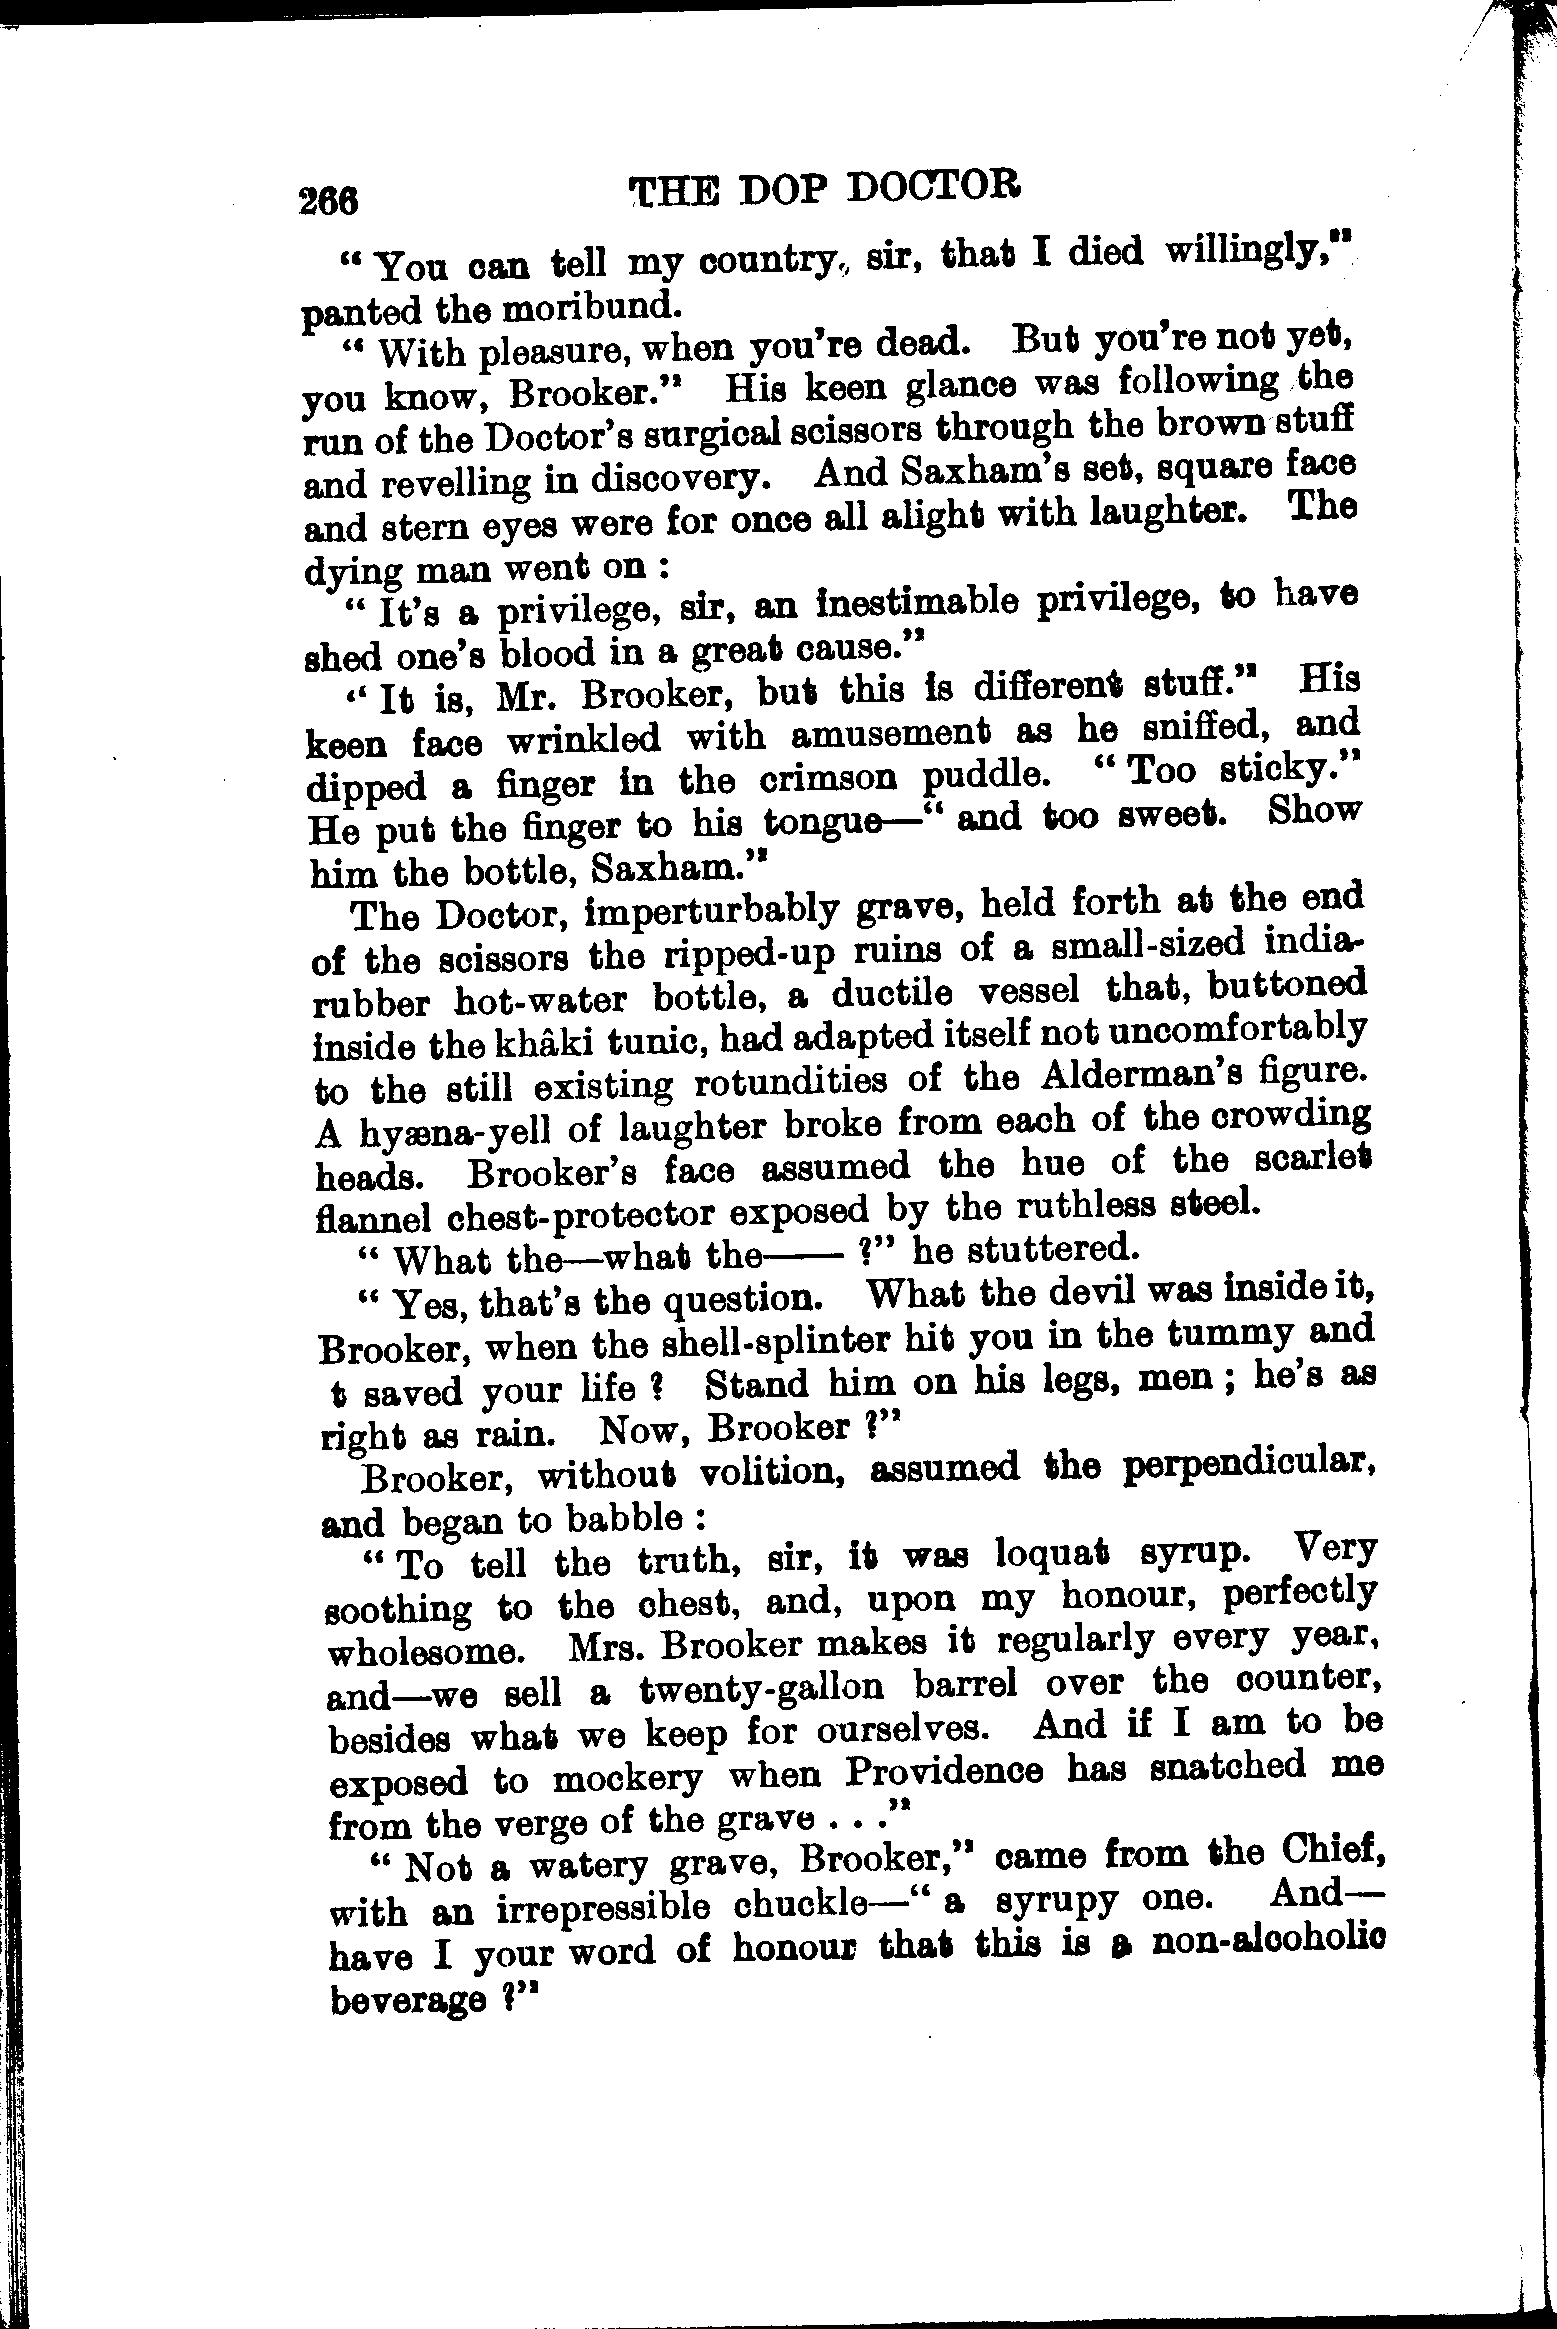 266 THE DOP DOCTOR
“ You can tell my country, sir, that I died willingly,”
panted the moribund.
“ With pleasure, when you’re dead. But you’re not yet,
you know, Brooker.” His keen glance was following the
run of the Doctor’s surgical scissors through the brown stuff
and revelling in discovery. And Saxham’s set, square face
and stern eyes were for once all alight with laughter. The
dying man went on :
“ It’s a privilege, sir, an inestimable privilege, to have
shed one’s blood in a great cause.”
“ It is, Mr. Brooker, but this is different stuff.” His
keen face wrinkled with amusement as he sniffed, and
dipped a finger in the crimson puddle. “ Too sticky.”
He put the finger to his tongue—“ and too sweet. Show
him the bottle, Saxham.”
The Doctor, imperturbably grave, held forth at the end
of the scissors the ripped-up ruins of a small-sized india-
rubber hot-water bottle, a ductile vessel that, buttoned
inside the khâki tunic, had adapted itself not uncomfortably
to the still existing rotundities of the Alderman’s figure.
A hyæna-yell of laughter broke from each of the crowding
heads. Brooker’s face assumed the hue of the scarlet
flannel chest-protector exposed by the ruthless steel.
“ What the—what the—— ?” he stuttered.
“ Yes, that’s the question. What the devil was inside it,
Brooker, when the shell-splinter hit you in the tummy and
t saved your life ? Stand him on his legs, men ; he’s as
right as rain. Now, Brooker ?”
Brooker, without volition, assumed the perpendicular,
and began to babble :
“ To tell the truth, sir, it was loquat syrup. Very
soothing to the chest, and, upon my honour, perfectly
wholesome. Mrs. Brooker makes it regularly every year,
and—we sell a twenty-gallon barrel over the counter,
besides what we keep for ourselves. And if I am to be
exposed to mockery when Providence has snatched me
from the verge of the grave . . .”
“ Not a watery grave, Brooker,” came from the Chief,
with an irrepressible chuckle—“ a syrupy one. And—
have I your word of honour that this is a non-alcoholic
beverage ?”